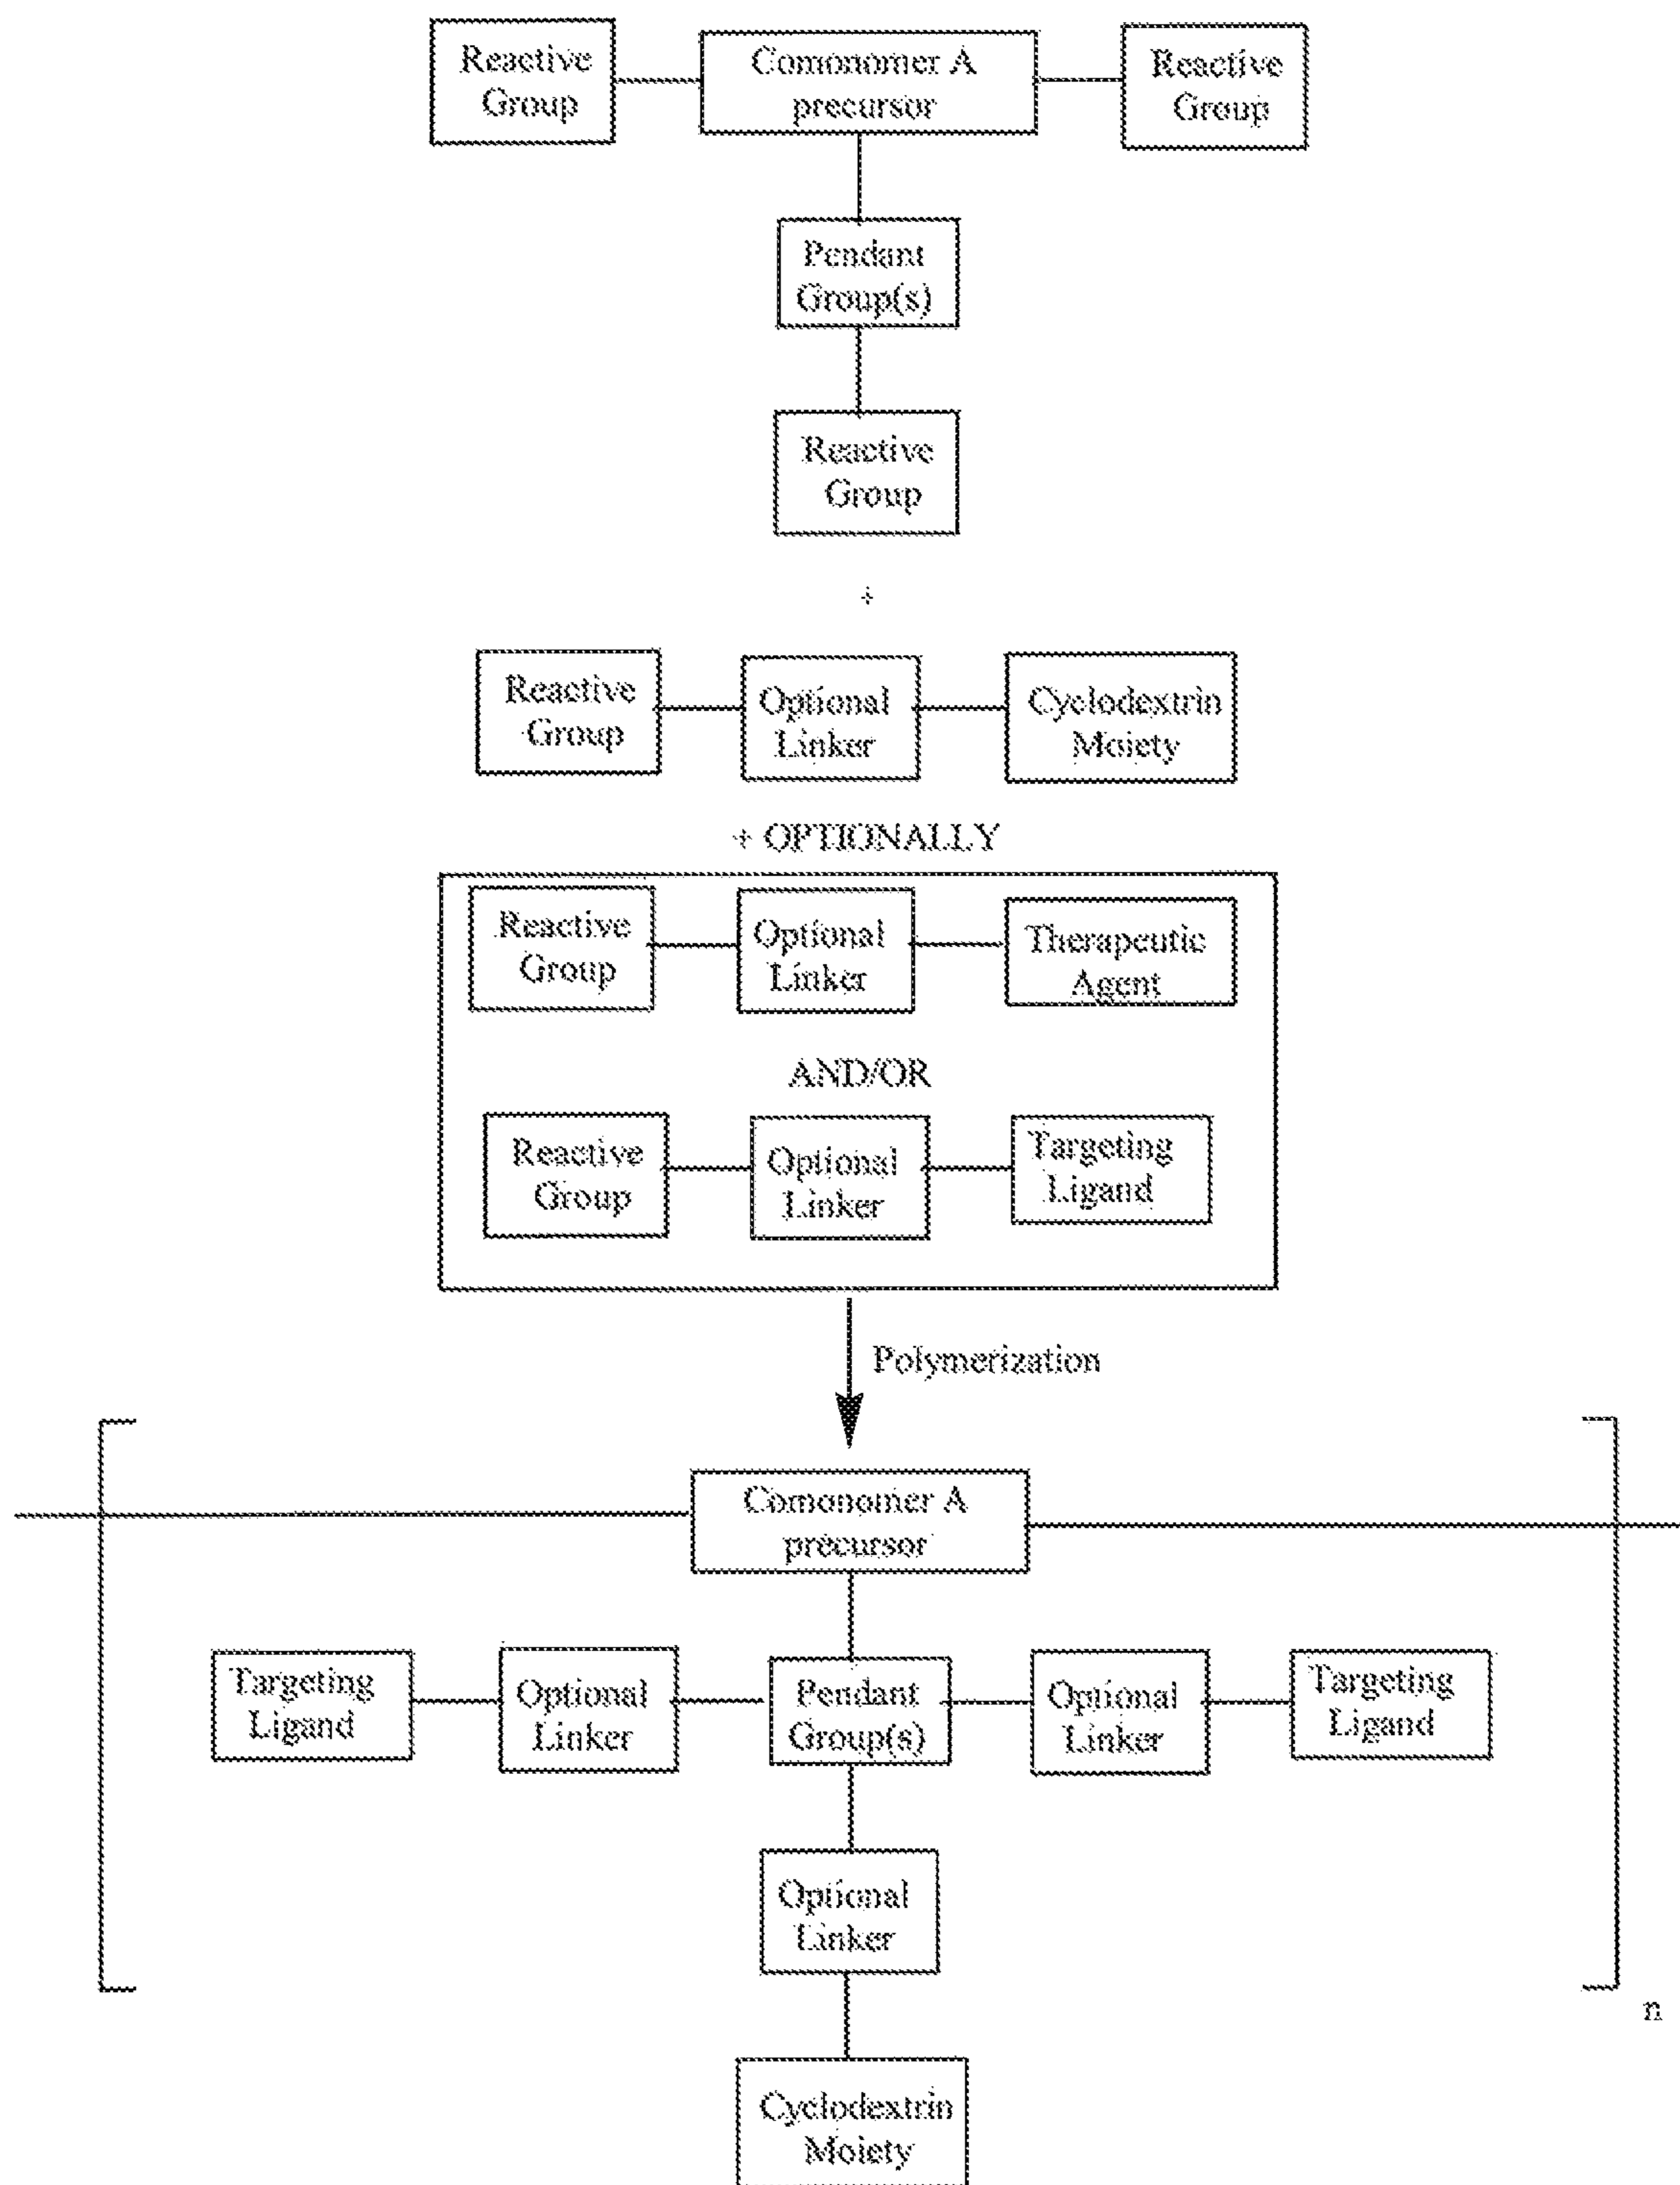 Reactive
Group
Comonomer A
precursor
Reactive
Group
Pendant
Group(s)
Reactive
Group
+
Reactive
Group
Optional
Linker
Cyclodextrin
Moiety
+ OPTIONALLY
Reactive
Group
Optional
Linker
Therapeutic
Agent
AND/OR
Reactive
Group
Optional
Linker
Targeting
Ligand
Polymerization
Comonomer A
precursor
Targeting
Ligand
Optional
Linker
Pendant
Group(s)
Optional
Linker
Targeting
Ligand
Optional
Linker
n
Cyclodextrin
Moiety